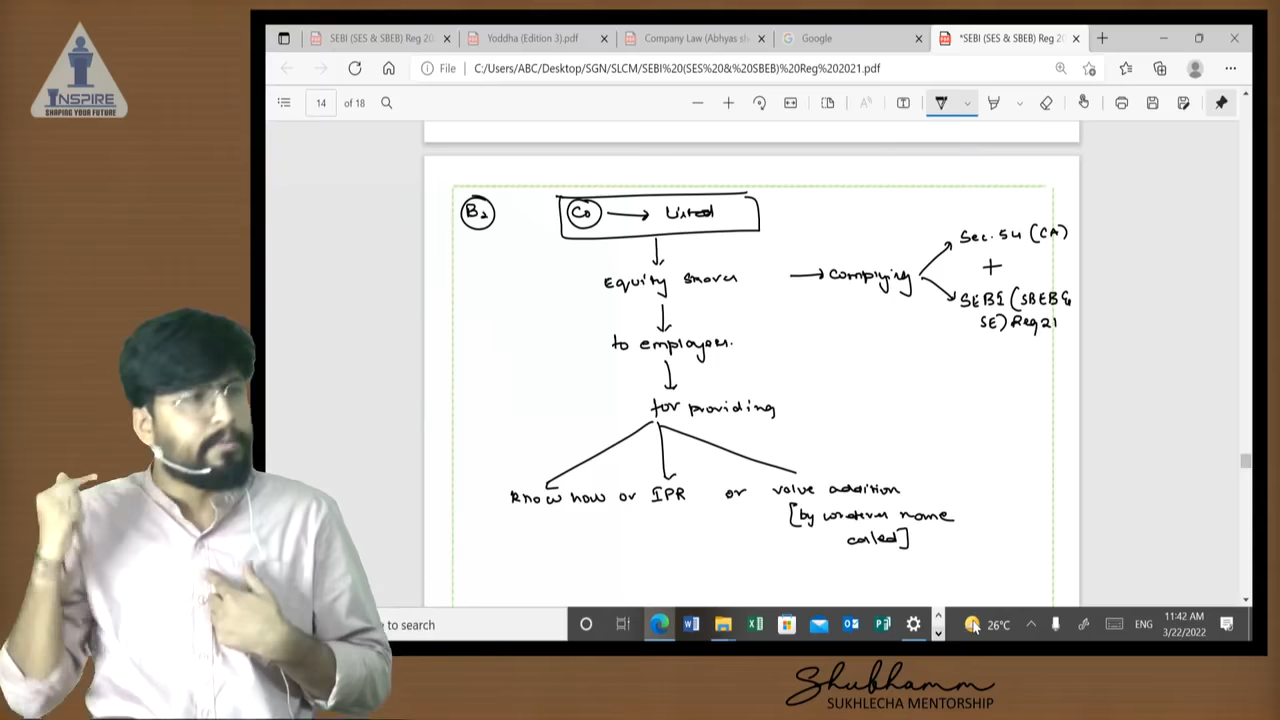 INSPIRE
SHAPING YOUR FUTURE
SEBI (SES & SBEB) Reg 20
Yoddha (Edition 3).pdf
Company Law (Abhyas sh
Google
*SEBI (SES & SBEB) Reg 20
File
C:/Users/ABC/Desktop/SGN/SLCM/SEBI%20(SES%20&%20SBEB)%20Reg%202021.pdf
14 of 18
Co → Listed
Equity Shares → Complying
Sec. 54 (CA)
+
SEBI (SBEB &
SE) Reg 21
to employees.
for providing
Know how or IPR or value addition
[by whatever name
called]
to search
26°C
ENG
11:42 AM
3/22/2022
Shubhamm
SUKHLECHA MENTORSHIP